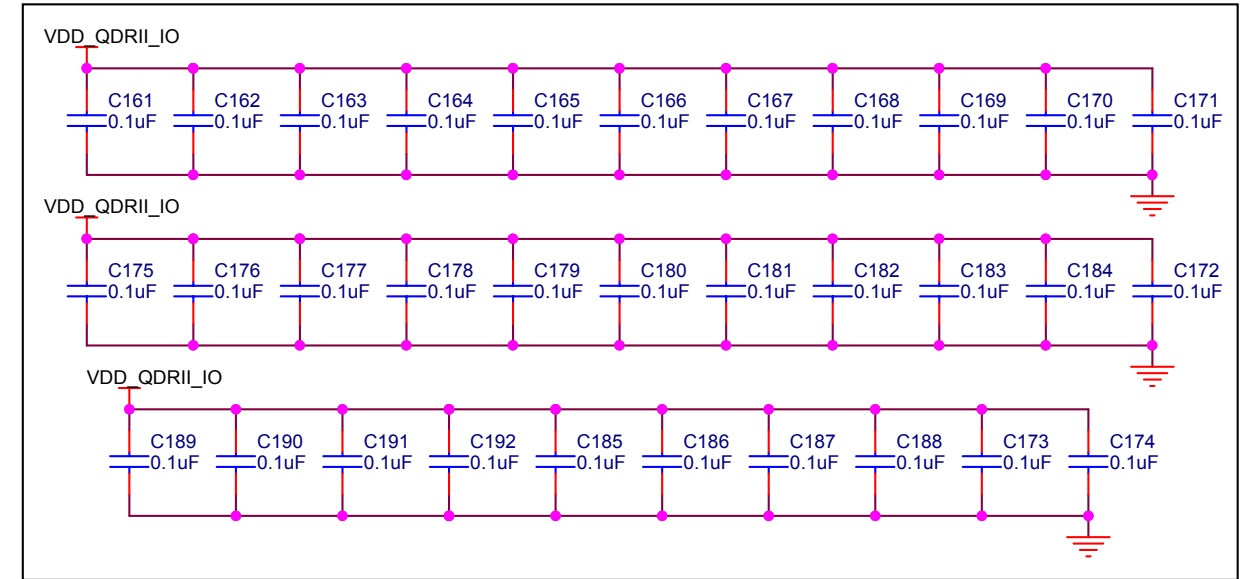 VDD_QDRII_IO
C161 C162 C163 C164 C165 C166 C167 C168 C169 C170 C171
0.1uF 0.1uF 0.1uF 0.1uF 0.1uF 0.1uF 0.1uF 0.1uF 0.1uF 0.1uF 0.1uF
VDD_QDRII_IO
C175 C176 C177 C178 C179 C180 C181 C182 C183 C184 C172
0.1uF 0.1uF 0.1uF 0.1uF 0.1uF 0.1uF 0.1uF 0.1uF 0.1uF 0.1uF 0.1uF
VDD_QDRII_IO
C189 C190 C191 C192 C185 C186 C187 C188 C173 C174
0.1uF 0.1uF 0.1uF 0.1uF 0.1uF 0.1uF 0.1uF 0.1uF 0.1uF 0.1uF